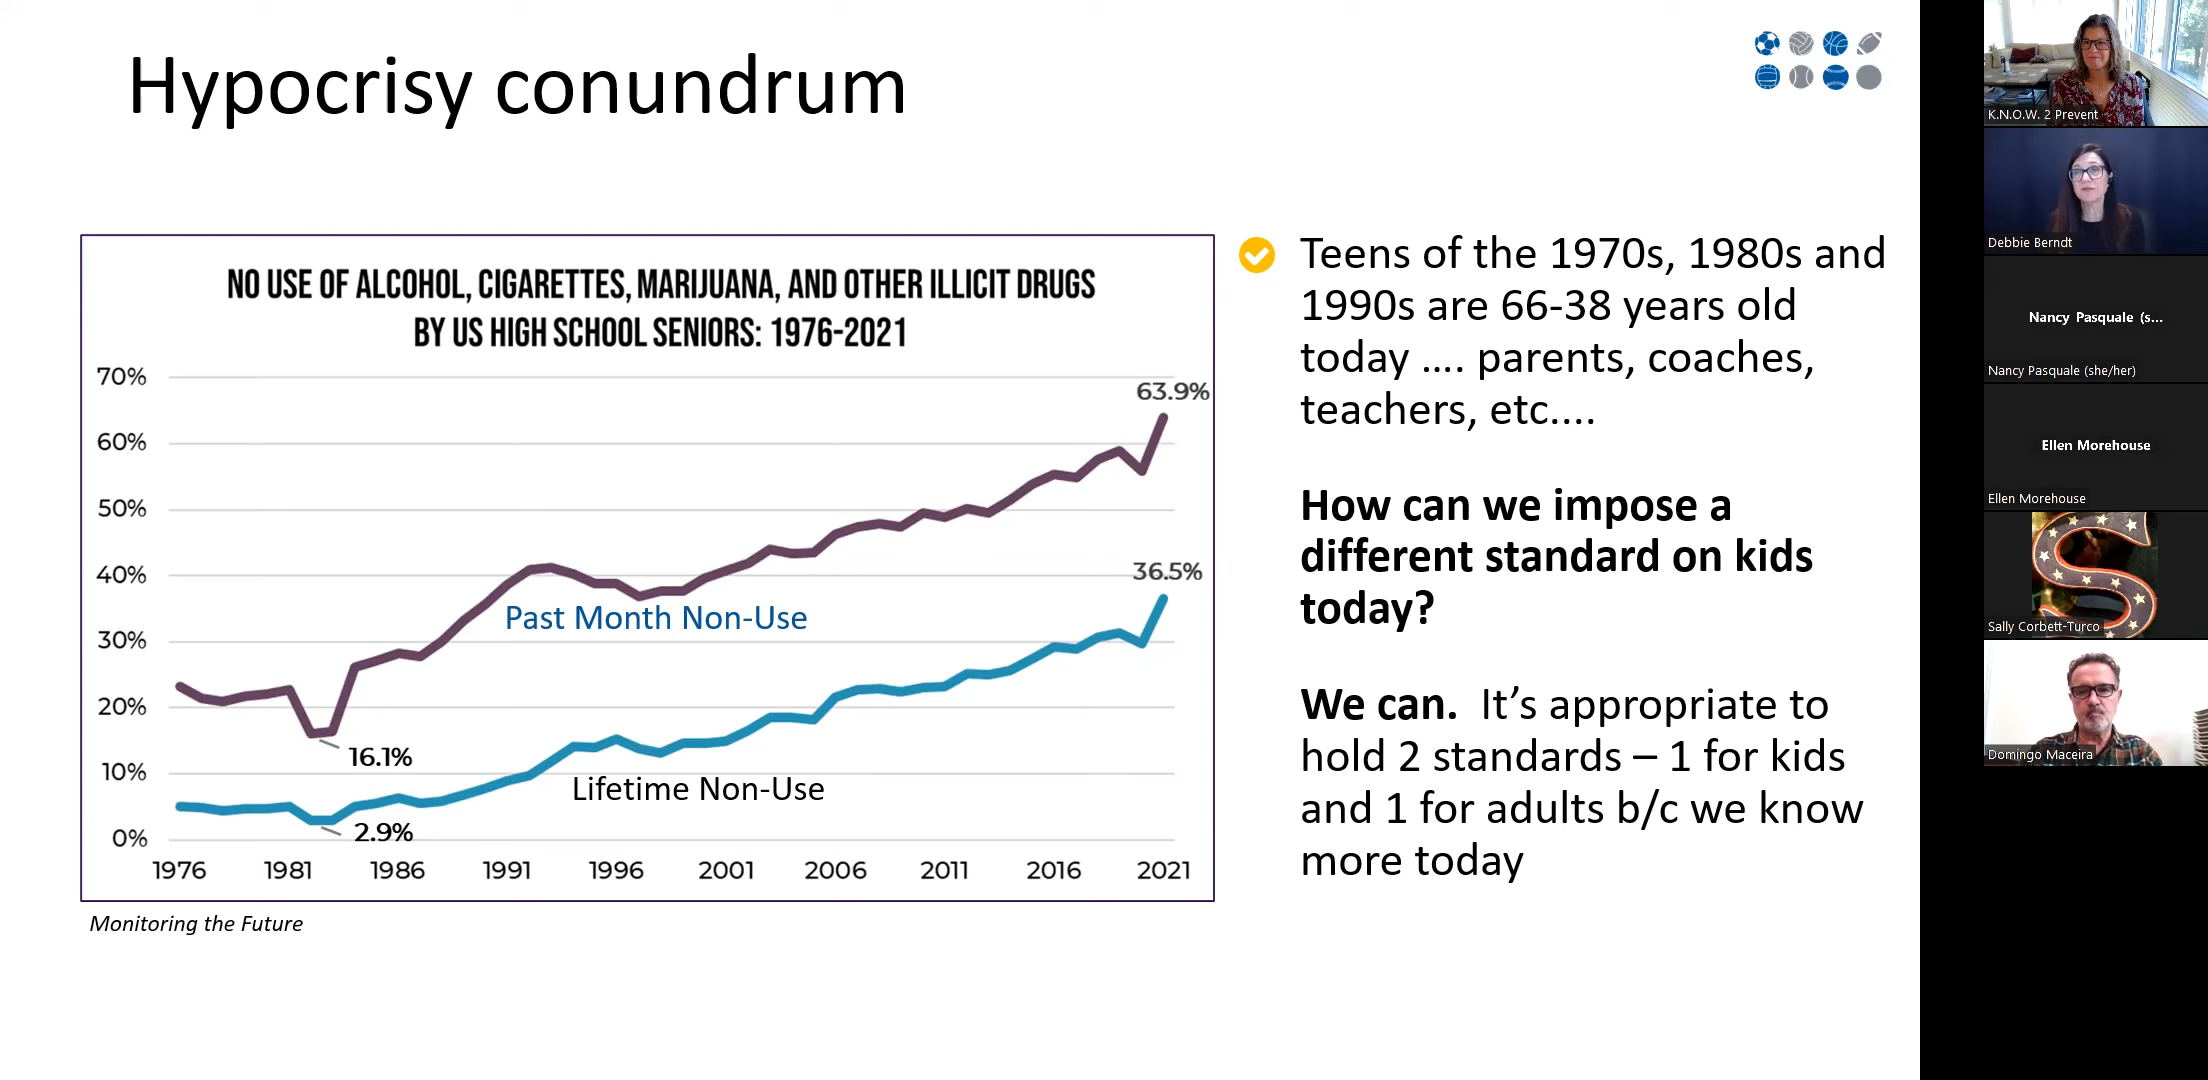 Hypocrisy conundrum
NO USE OF ALCOHOL, CIGARETTES, MARIJUANA, AND OTHER ILLICIT DRUGS
BY US HIGH SCHOOL SENIORS: 1976-2021
70%
60%
50%
40%
30%
20%
10%
0%
63.9%
36.5%
Past Month Non-Use
16.1%
Lifetime Non-Use
2.9%
1976 1981 1986 1991 1996 2001 2006 2011 2016 2021
Monitoring the Future
Teens of the 1970s, 1980s and
1990s are 66-38 years old
today .... parents, coaches,
teachers, etc....
How can we impose a
different standard on kids
today?
We can. It’s appropriate to
hold 2 standards – 1 for kids
and 1 for adults b/c we know
more today
K.N.O.W. 2 Prevent
Debbie Berndt
Nancy Pasquale (s...
Nancy Pasquale (she/her)
Ellen Morehouse
Ellen Morehouse
S
Sally Corbett-Turco
Domingo Maceira